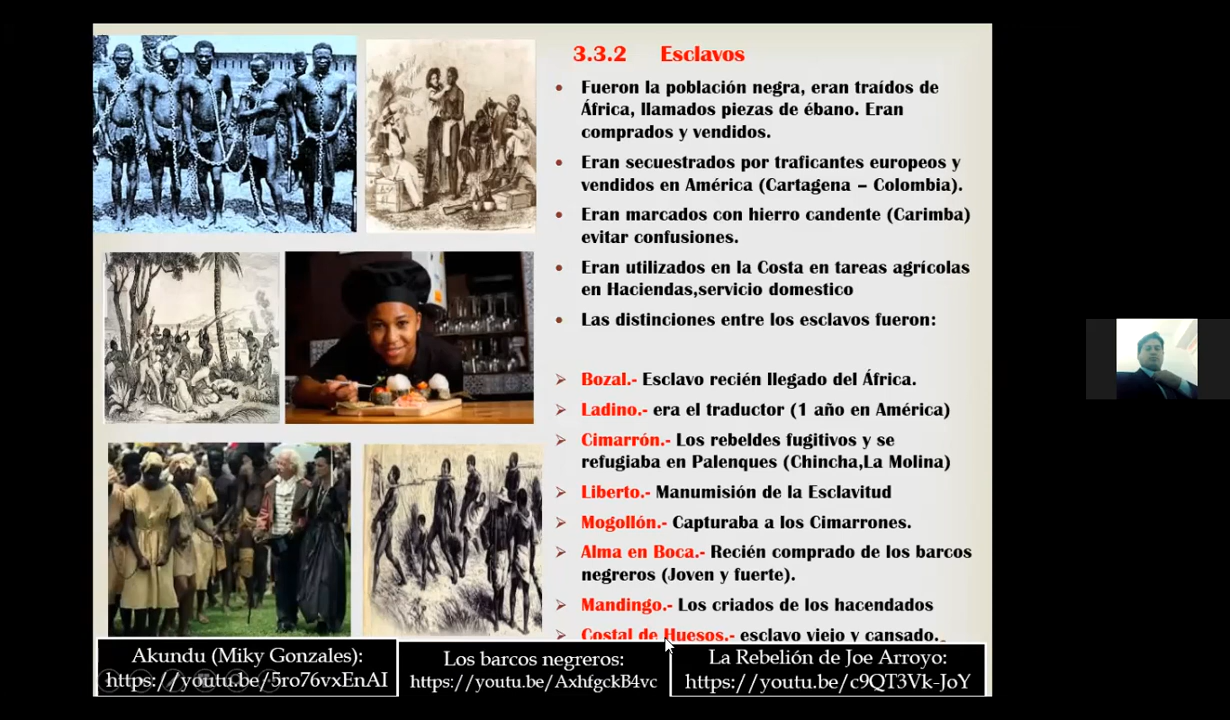 3.3.2 Esclavos
• Fueron la población negra, eran traídos de
África, llamados piezas de ébano. Eran
comprados y vendidos.
• Eran secuestrados por traficantes europeos y
vendidos en América (Cartagena – Colombia).
• Eran marcados con hierro candente (Carimba)
evitar confusiones.
• Eran utilizados en la Costa en tareas agrícolas
en Haciendas,servicio domestico
• Las distinciones entre los esclavos fueron:
➢ Bozal.- Esclavo recién llegado del África.
➢ Ladino.- era el traductor (1 año en América)
➢ Cimarrón.- Los rebeldes fugitivos y se
refugiaba en Palenques (Chincha,La Molina)
➢ Liberto.- Manumisión de la Esclavitud
➢ Mogollón.- Capturaba a los Cimarrones.
➢ Alma en Boca.- Recién comprado de los barcos
negreros (Joven y fuerte).
➢ Mandingo.- Los criados de los hacendados
➢ Costal de Huesos.- esclavo viejo y cansado.
Akundu (Miky Gonzales):
https://youtu.be/5ro76vxEnAI
Los barcos negreros:
https://youtu.be/AxhfgckB4vc
La Rebelión de Joe Arroyo:
https://youtu.be/c9QT3Vk-JoY